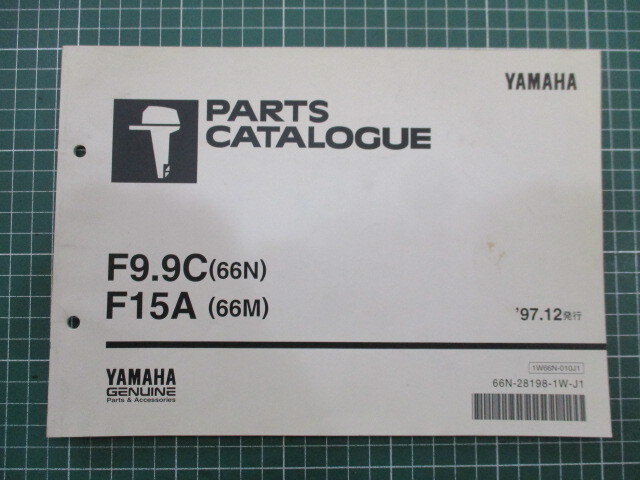 YAMAHA
PARTS
CATALOGUE
F9.9C(66N)
F15A (66M)
'97.12発行
YAMAHA
GENUINE
Parts & Accessories
1W66N-010J1
66N-28198-1W-J1